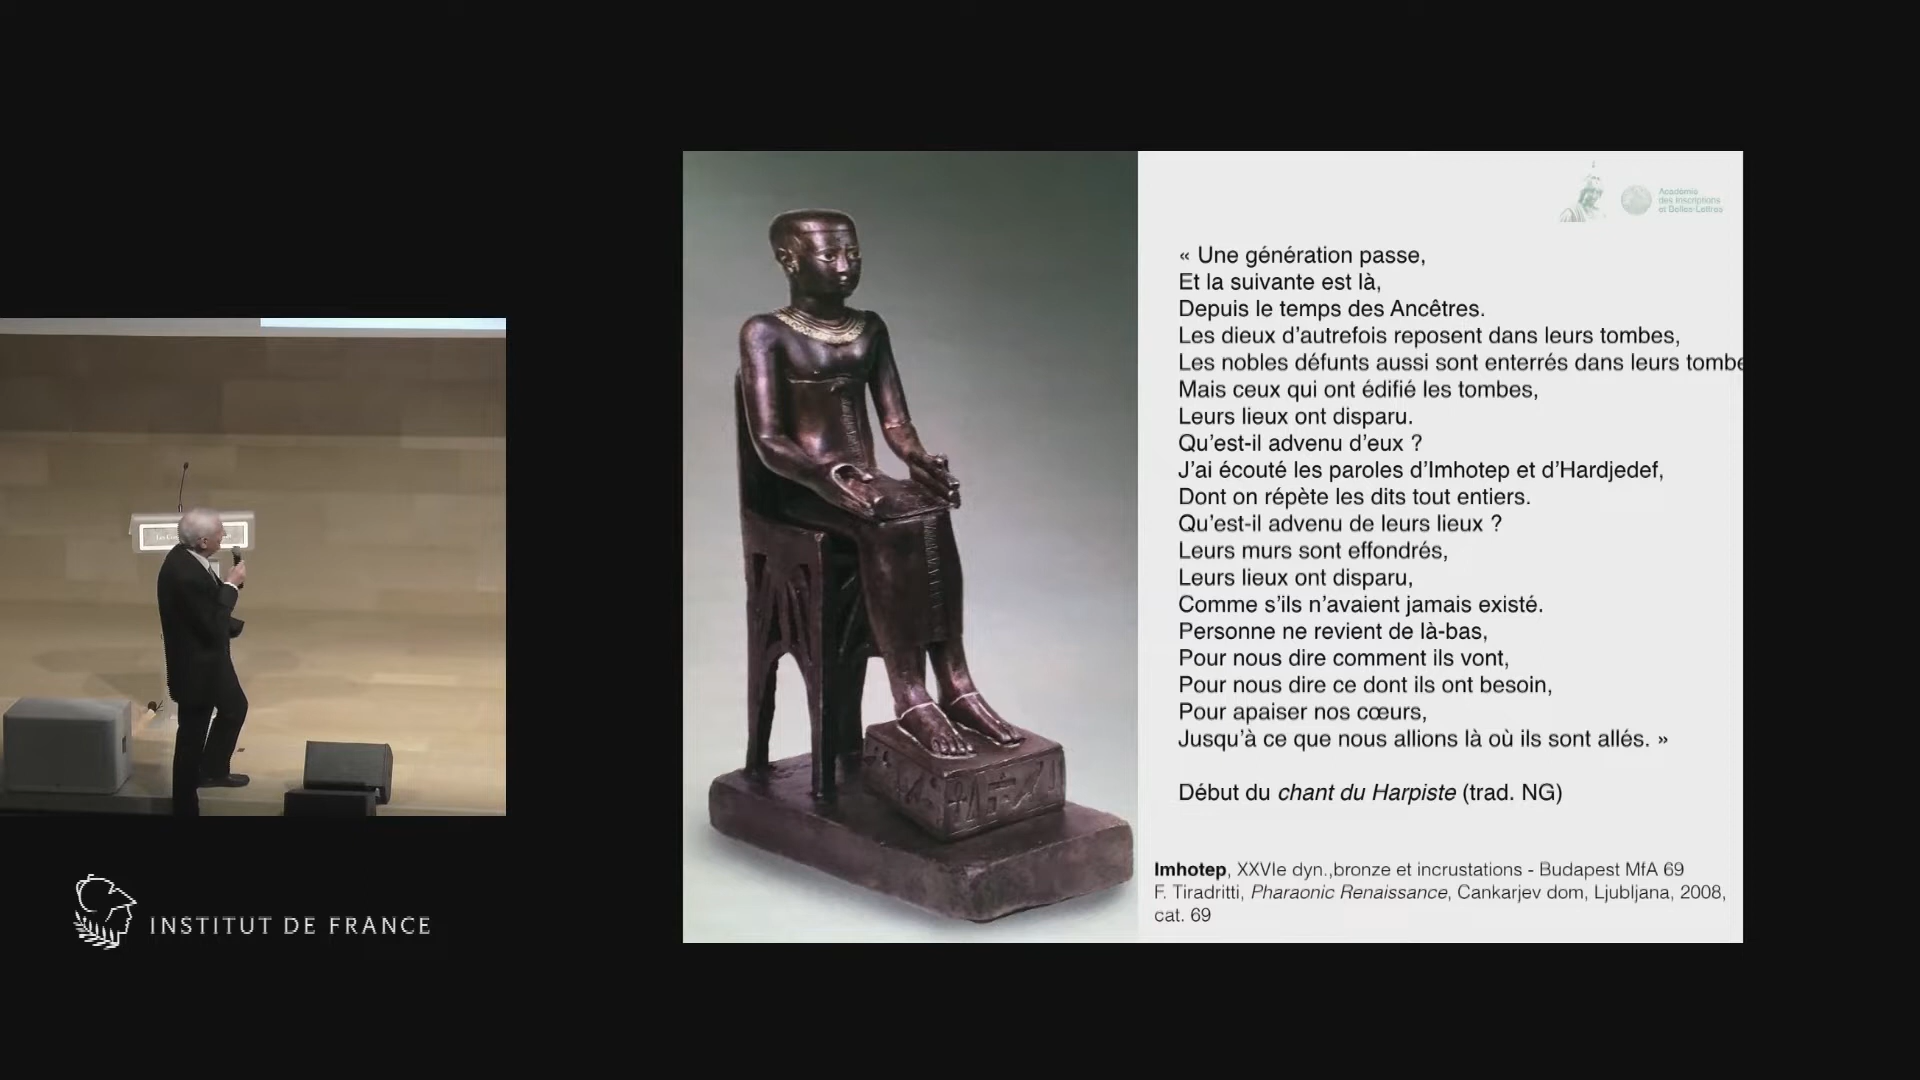 Académie
des Inscriptions
et Belles-Lettres
« Une génération passe,
Et la suivante est là,
Depuis le temps des Ancêtres.
Les dieux d’autrefois reposent dans leurs tombes,
Les nobles défunts aussi sont enterrés dans leurs tombe
Mais ceux qui ont édifié les tombes,
Leurs lieux ont disparu.
Qu’est-il advenu d’eux ?
J’ai écouté les paroles d’Imhotep et d’Hardjedef,
Dont on répète les dits tout entiers.
Qu’est-il advenu de leurs lieux ?
Leurs murs sont effondrés,
Leurs lieux ont disparu,
Comme s’ils n’avaient jamais existé.
Personne ne revient de là-bas,
Pour nous dire comment ils vont,
Pour nous dire ce dont ils ont besoin,
Pour apaiser nos cœurs,
Jusqu’à ce que nous allions là où ils sont allés. »
Début du chant du Harpiste (trad. NG)
Imhotep, XXVIe dyn.,bronze et incrustations - Budapest MfA 69
F. Tiradritti, Pharaonic Renaissance, Cankarjev dom, Ljubljana, 2008,
cat. 69
INSTITUT DE FRANCE